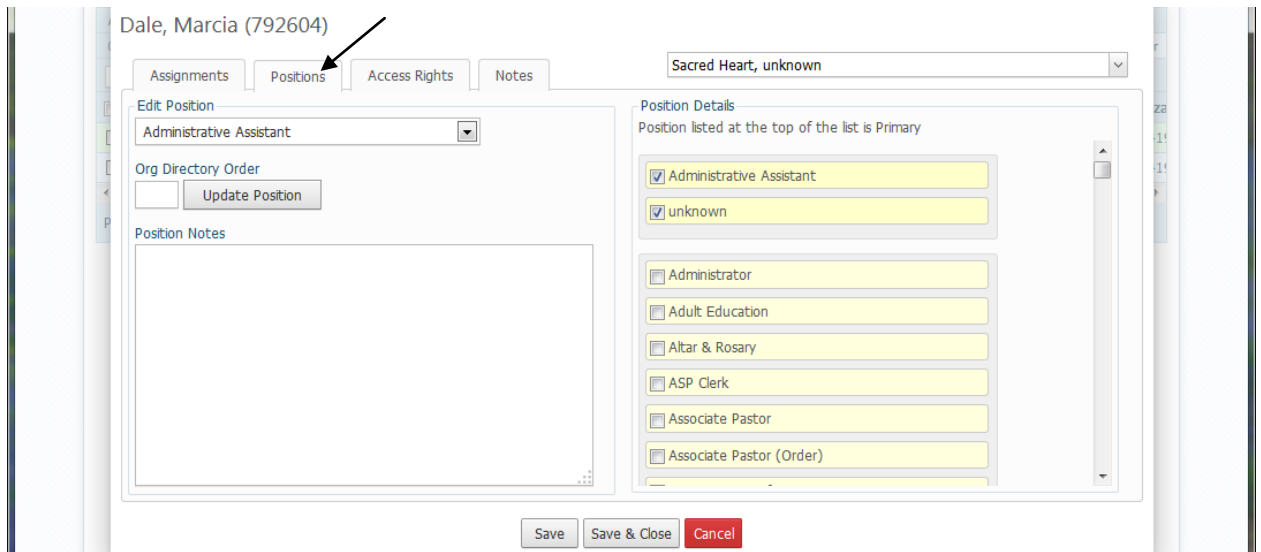 Dale, Marcia (792604)
Sacred Heart, unknown
Assignments
Positions
Access Rights
Notes
Edit Position
Administrative Assistant
Org Directory Order
Update Position
Position Notes
Position Details
Position listed at the top of the list is Primary
Administrative Assistant
unknown
Administrator
Adult Education
Altar & Rosary
ASP Clerk
Associate Pastor
Associate Pastor (Order)
Save
Save & Close
Cancel